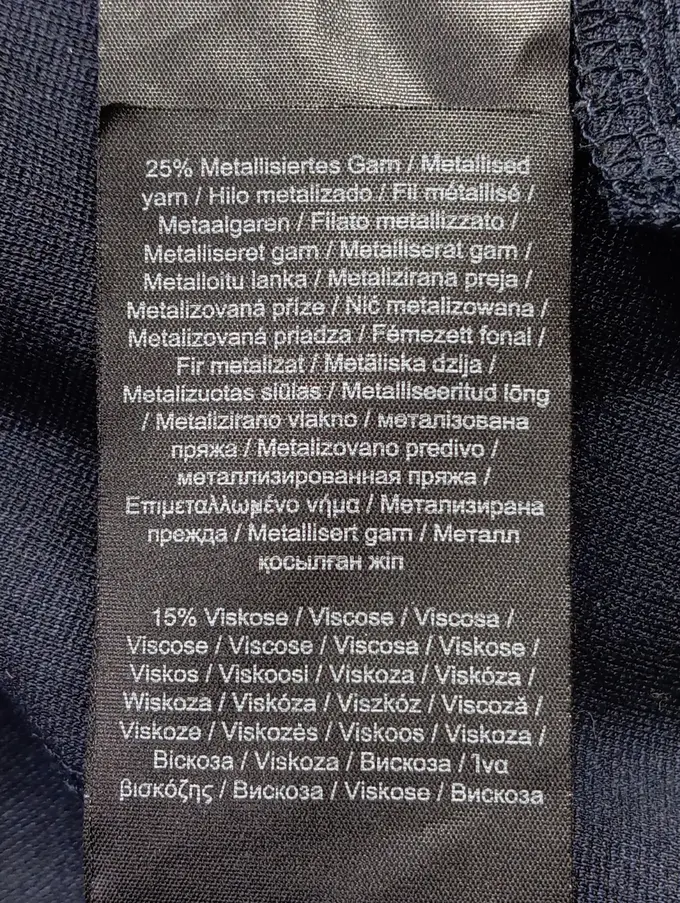 25% Metallisiertes Garn / Metallised
yarn / Hilo metalizado / Fil métallisé /
Metaalgaren / Filato metallizzato /
Metalliseret garn / Metalliserat garn /
Metalloitu lanka / Metalizirana preja /
Metalizovaná příze / Nić metalizowana /
Metalizovaná priadza / Fémezett fonal /
Fir metalizat / Metāliska dzija /
Metalizuotas siūlas / Metalliseeritud lõng
/ Metalizirano vlakno / металізована
пряжа / Metalizovano predivo /
металлизированная пряжа /
Επιμεταλλωμένο νήμα / Метализирана
прежда / Metallisert garn / Металл
қосылған жіп
15% Viskose / Viscose / Viscosa /
Viscose / Viscose / Viscosa / Viskose /
Viskos / Viskoosi / Viskoza / Viskóza /
Wiskoza / Viskóza / Viszkóz / Viscoză /
Viskoze / Viskozės / Viskoos / Viskoza /
Віскоза / Viskoza / Вискоза / Ίνα
βισκόζης / Вискоза / Viskose / Вискоза